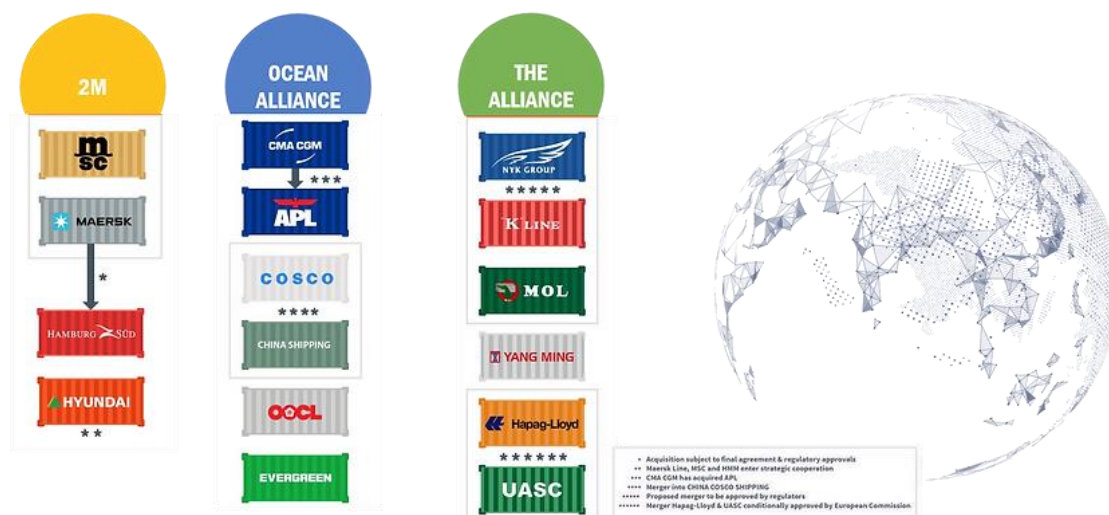 2M
msc
MAERSK
*
HAMBURG SÜD
HYUNDAI
**
OCEAN
ALLIANCE
CMA CGM
***
APL
COSCO
****
CHINA SHIPPING
OOCL
EVERGREEN
THE
ALLIANCE
NYK GROUP
*****
"K" LINE
MOL
YANG MING
Hapag-Lloyd
******
UASC
* Acquisition subject to final agreement & regulatory approvals
** Maersk Line, MSC and HMM enter strategic cooperation
*** CMA CGM has acquired APL
**** Merger into CHINA COSCO SHIPPING
***** Proposed merger to be approved by regulators
****** Merger Hapag-Lloyd & UASC conditionally approved by European Commission